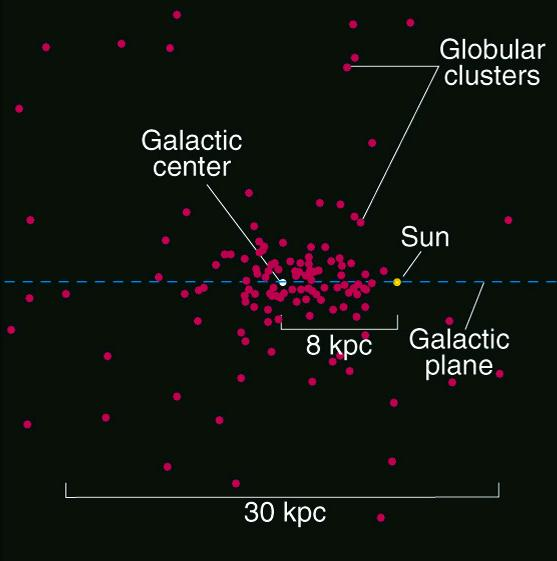 Globular
clusters
Galactic
center
Sun
8 kpc
Galactic
plane
30 kpc